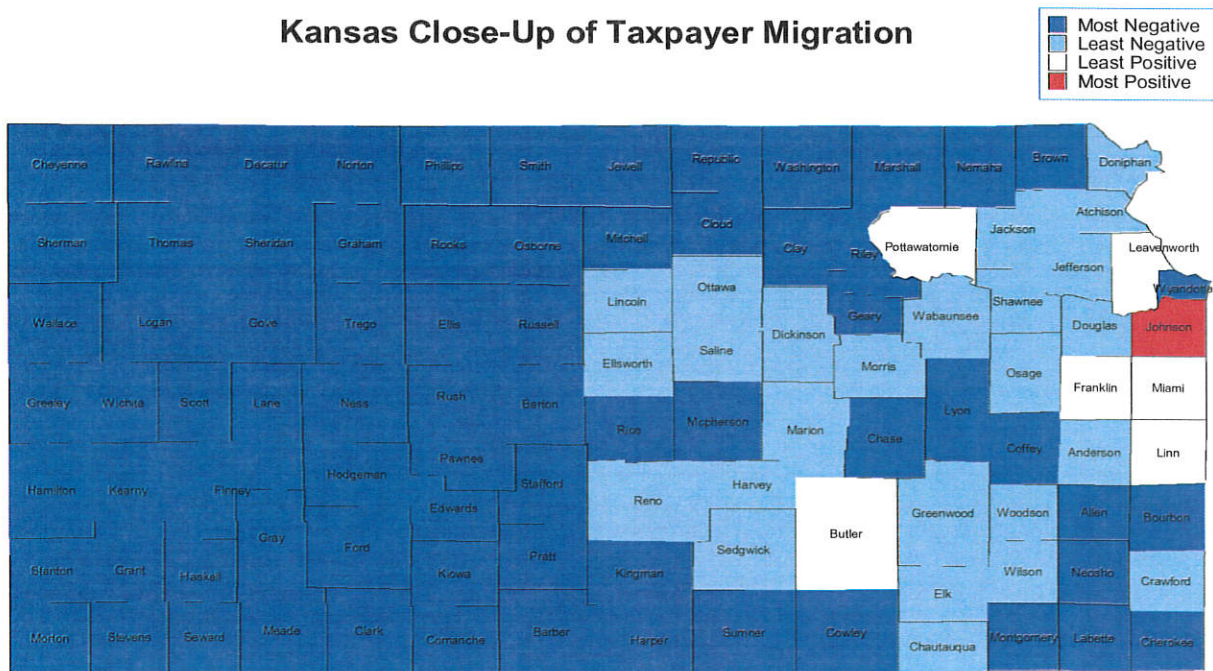 Kansas Close-Up of Taxpayer Migration
Most Negative
Least Negative
Least Positive
Most Positive
Cheyenne Rawlins Decatur Norton Phillips Smith Jewell Republic Washington Marshall Nemaha Brown Doniphan
Sherman Thomas Sheridan Graham Rooks Osborne Mitchell Cloud Clay Riley Pottawatomie Jackson Atchison Jefferson Leavenworth Wyandotte
Wallace Logan Gove Trego Ellis Russell Lincoln Ottawa Dickinson Geary Wabaunsee Shawnee Douglas Johnson
Ellsworth Saline Morris Osage Franklin Miami
Greeley Wichita Scott Lane Ness Rush Barton Rice Mcpherson Marion Chase Lyon Coffey Anderson Linn
Hamilton Kearny Finney Hodgeman Pawnee Stafford Reno Harvey Butler Greenwood Woodson Allen Bourbon
Gray Ford Edwards Pratt Sedgwick
Stanton Grant Haskell Kiowa Kingman Elk Wilson Neosho Crawford
Morton Stevens Seward Meade Clark Comanche Barber Harper Sumner Cowley Chautauqua Montgomery Labette Cherokee